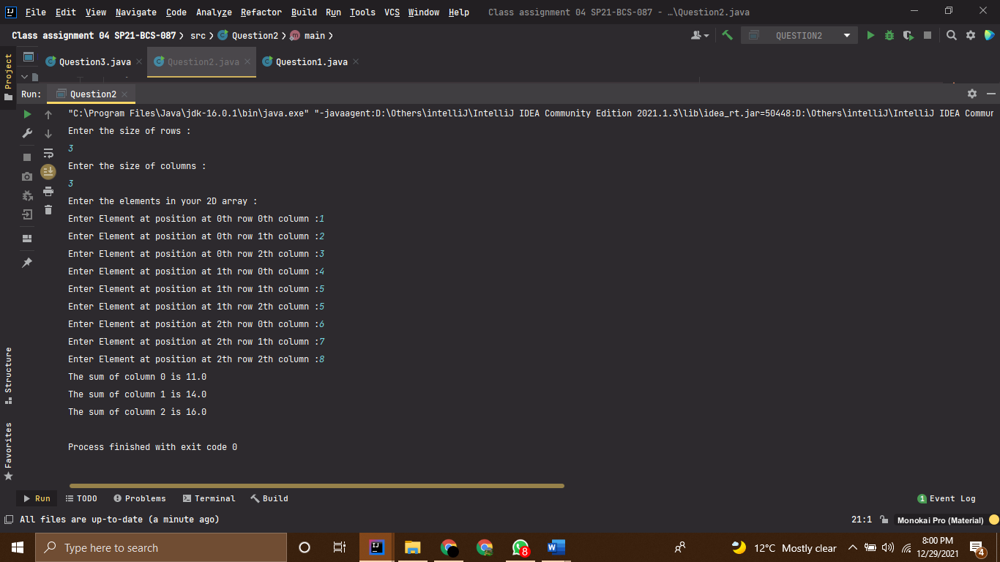 File Edit View Navigate Code Analyze Refactor Build Run Tools VCS Window Help Class assignment 04 SP21-BCS-087 - …\Question2.java
Class assignment 04 SP21-BCS-087 src Question2 main QUESTION2
Project
Question3.java Question2.java Question1.java
Run: Question2
"C:\Program Files\Java\jdk-16.0.1\bin\java.exe" "-javaagent:D:\Others\intelliJ\IntelliJ IDEA Community Edition 2021.1.3\lib\idea_rt.jar=50448:D:\Others\intelliJ\IntelliJ IDEA Commun
Enter the size of rows :
3
Enter the size of columns :
3
Enter the elements in your 2D array :
Enter Element at position at 0th row 0th column :1
Enter Element at position at 0th row 1th column :2
Enter Element at position at 0th row 2th column :3
Enter Element at position at 1th row 0th column :4
Enter Element at position at 1th row 1th column :5
Enter Element at position at 1th row 2th column :5
Enter Element at position at 2th row 0th column :6
Enter Element at position at 2th row 1th column :7
Enter Element at position at 2th row 2th column :8
The sum of column 0 is 11.0
The sum of column 1 is 14.0
The sum of column 2 is 16.0
Process finished with exit code 0
Structure
Favorites
Run TODO Problems Terminal Build 1 Event Log
All files are up-to-date (a minute ago) 21:1 Monokai Pro (Material)
Type here to search 8 12°C Mostly clear 8:00 PM
12/29/2021 4